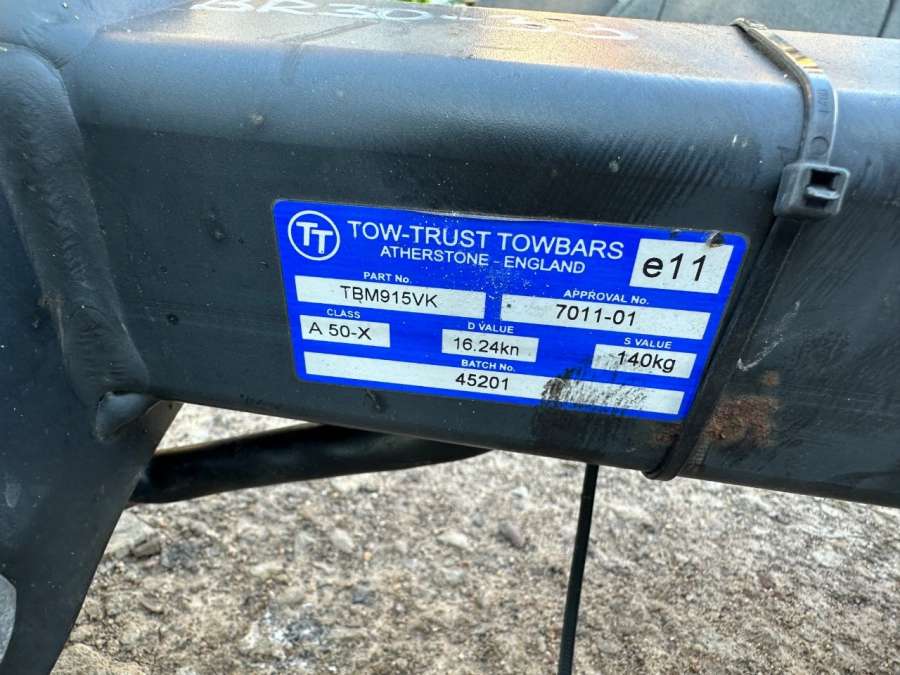 TT
TOW-TRUST TOWBARS
ATHERSTONE - ENGLAND
e11
PART No.
TBM915VK
APPROVAL No.
7011-01
CLASS
A 50-X
D VALUE
16.24kn
S VALUE
140kg
BATCH No.
45201